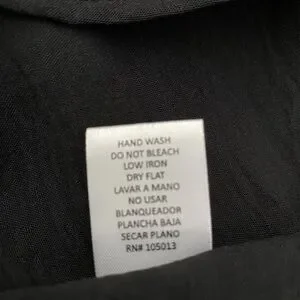 HAND WASH
DO NOT BLEACH
LOW IRON
DRY FLAT
LAVAR A MANO
NO USAR
BLANQUEADOR
PLANCHA BAJA
SECAR PLANO
RN# 105013